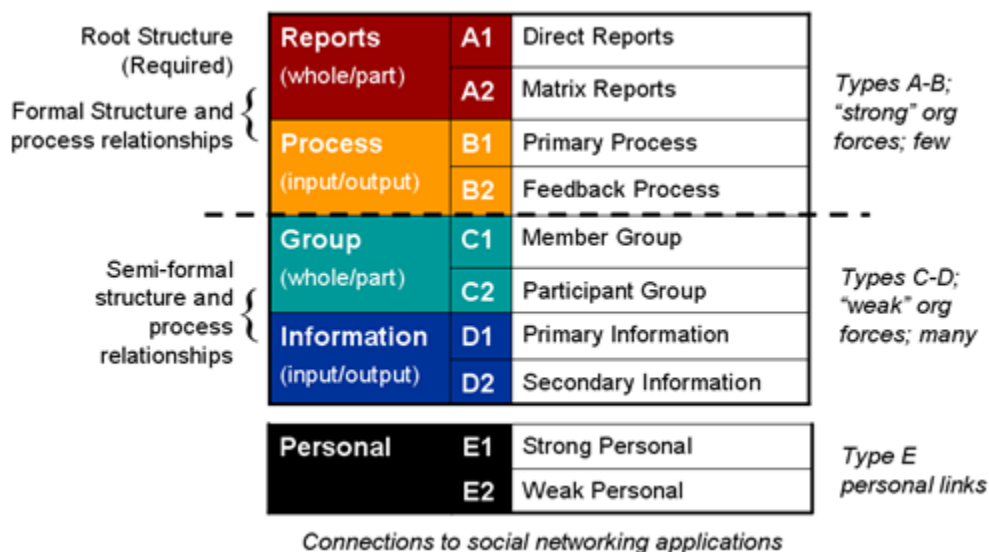 Root Structure
(Required)
Formal Structure and
process relationships
Reports
(whole/part)
A1
Direct Reports
A2
Matrix Reports
Process
(input/output)
B1
Primary Process
B2
Feedback Process
Types A-B;
“strong” org
forces; few
Semi-formal
structure and
process
relationships
Group
(whole/part)
C1
Member Group
C2
Participant Group
Information
(input/output)
D1
Primary Information
D2
Secondary Information
Types C-D;
“weak” org
forces; many
Personal
E1
Strong Personal
E2
Weak Personal
Type E
personal links
Connections to social networking applications